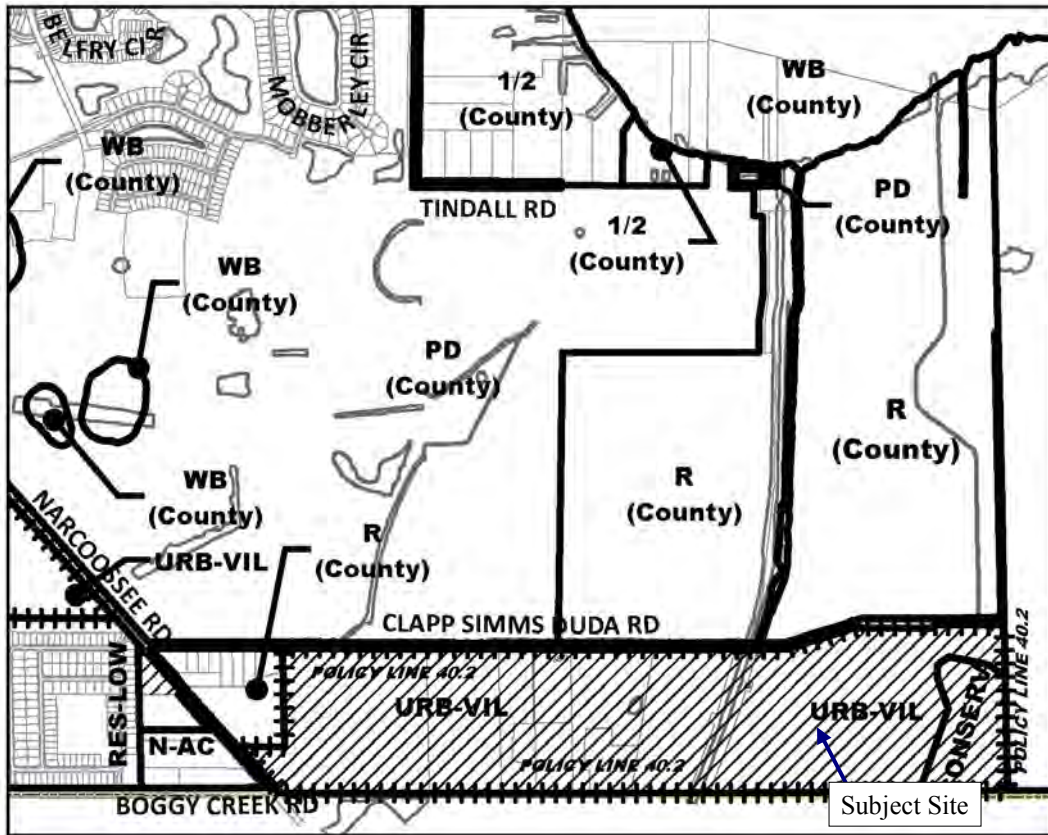 BELFRY CIR
MOBBERLEY CIR
1/2
(County)
WB
(County)
WB
(County)
TINDALL RD
1/2
(County)
PD
(County)
WB
(County)
PD
(County)
R
(County)
R
(County)
WB
(County)
NARCOOSSEE RD
URB-VIL
R
(County)
CLAPP SIMMS DUDA RD
POLICY LINE 40.2
URB-VIL
URB-VIL
POLICY LINE 40.2
CONSERV
POLICY LINE 40.2
RES-LOW
N-AC
BOGGY CREEK RD
Subject Site